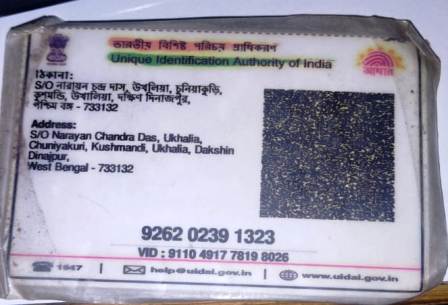 ভারতীয় বিশিষ্ট পরিচয় প্রাধিকরণ
Unique Identification Authority of India
আধার
ঠিকানা:
S/O নারায়ন চন্দ্র দাস, উখলিয়া, চুনিয়াকুড়ি,
কুশমন্ডি, উখালিয়া, দক্ষিণ দিনাজপুর,
পশ্চিম বঙ্গ - 733132
Address:
S/O Narayan Chandra Das, Ukhalia,
Chuniyakuri, Kushmandi, Ukhalia, Dakshin
Dinajpur,
West Bengal - 733132
9262 0239 1323
VID : 9110 4917 7819 8026
1947 | help@uidai.gov.in | www.uidai.gov.in